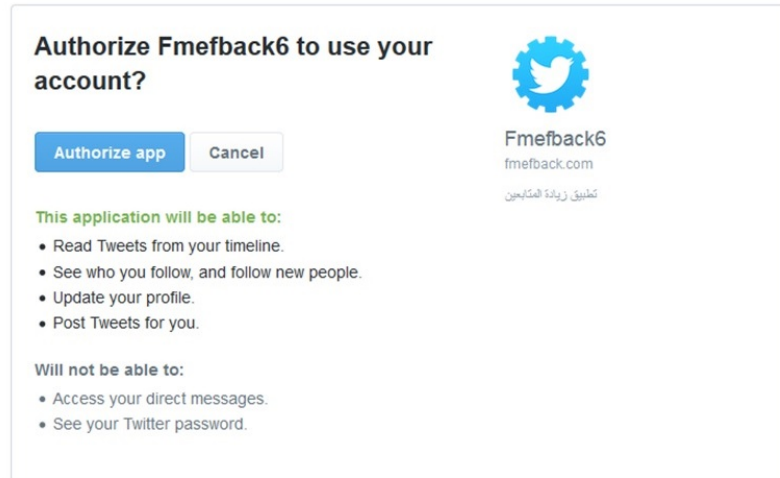 Authorize Fmefback6 to use your
account?
Authorize app
Cancel
This application will be able to:
• Read Tweets from your timeline.
• See who you follow, and follow new people.
• Update your profile.
• Post Tweets for you.
Will not be able to:
• Access your direct messages.
• See your Twitter password.
Fmefback6
fmefback.com
تطبيق زيادة المتابعين